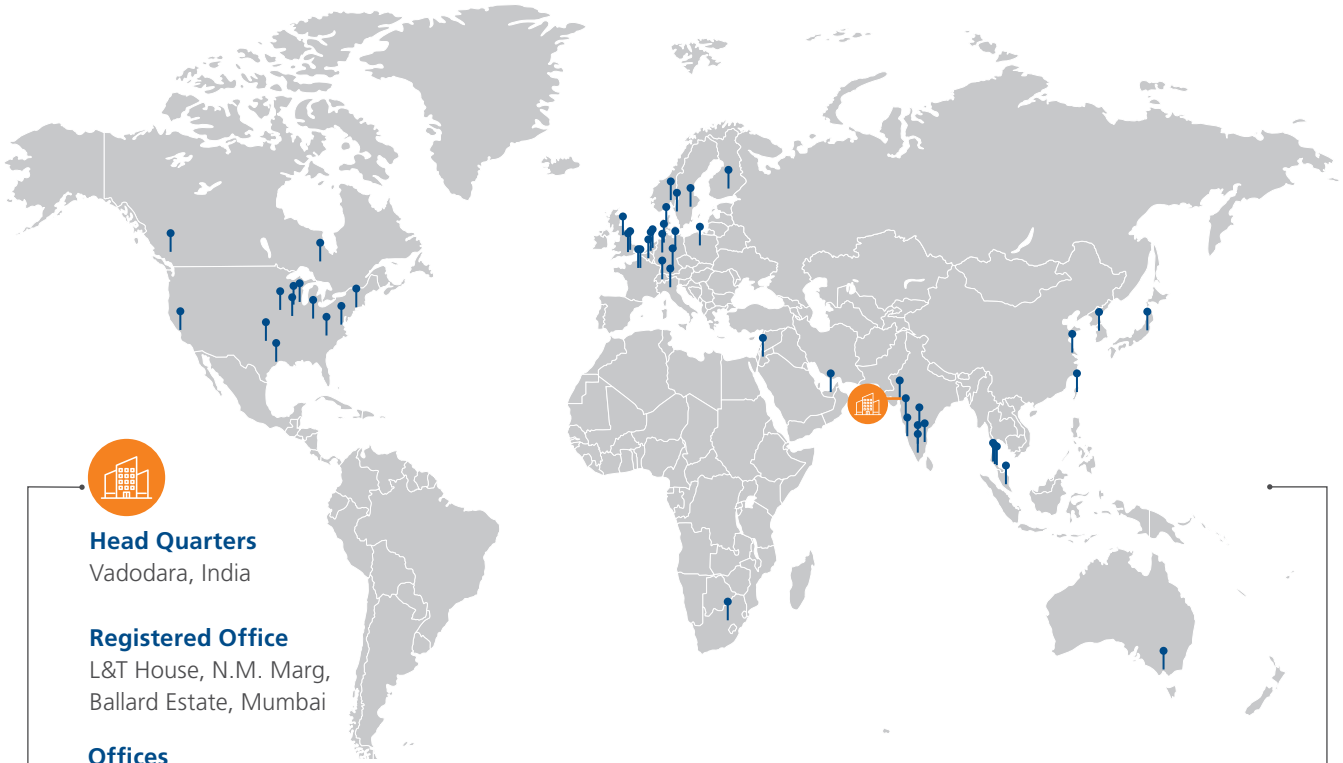 Head Quarters
Vadodara, India
Registered Office
L&T House, N.M. Marg,
Ballard Estate, Mumbai
Offices